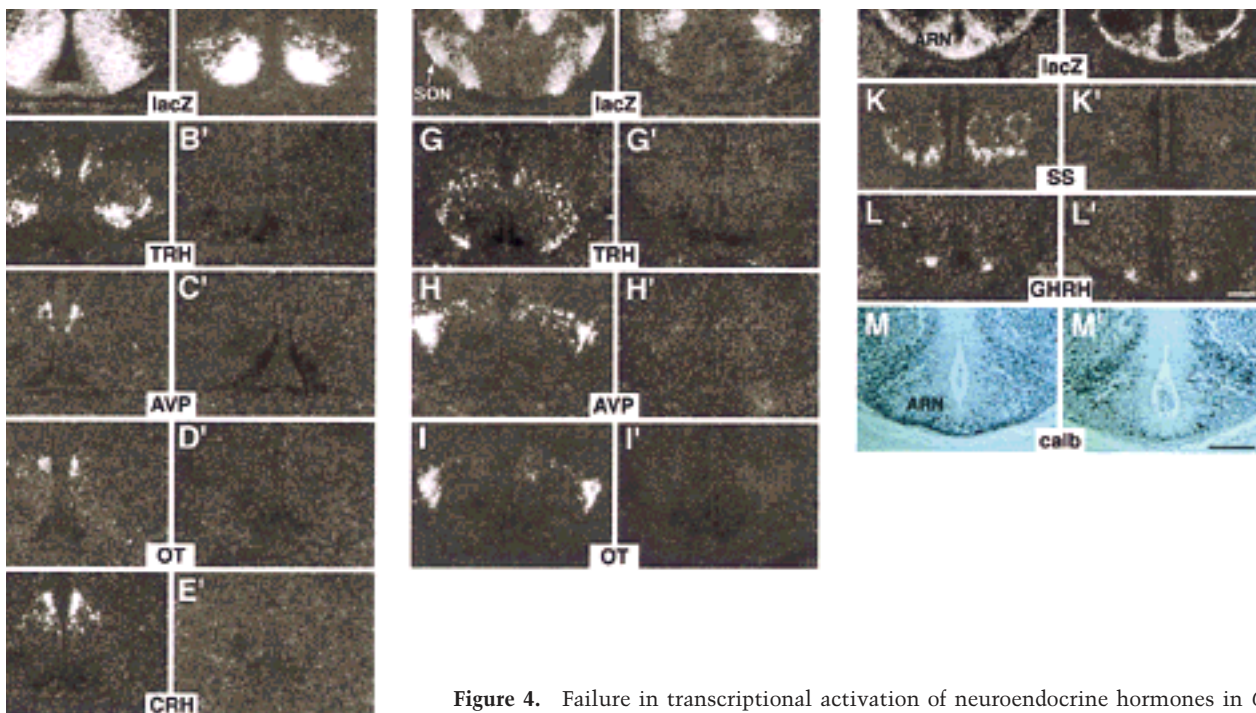 lacZ
B'
TRH
C'
AVP
D'
OT
E'
CRH
SON
lacZ
G G'
TRH
H H'
AVP
I I'
OT
ARN
lacZ
K K'
SS
L L'
GHRH
M M'
ARN
calb
Figure 4. Failure in transcriptional activation of neuroendocrine hormones in